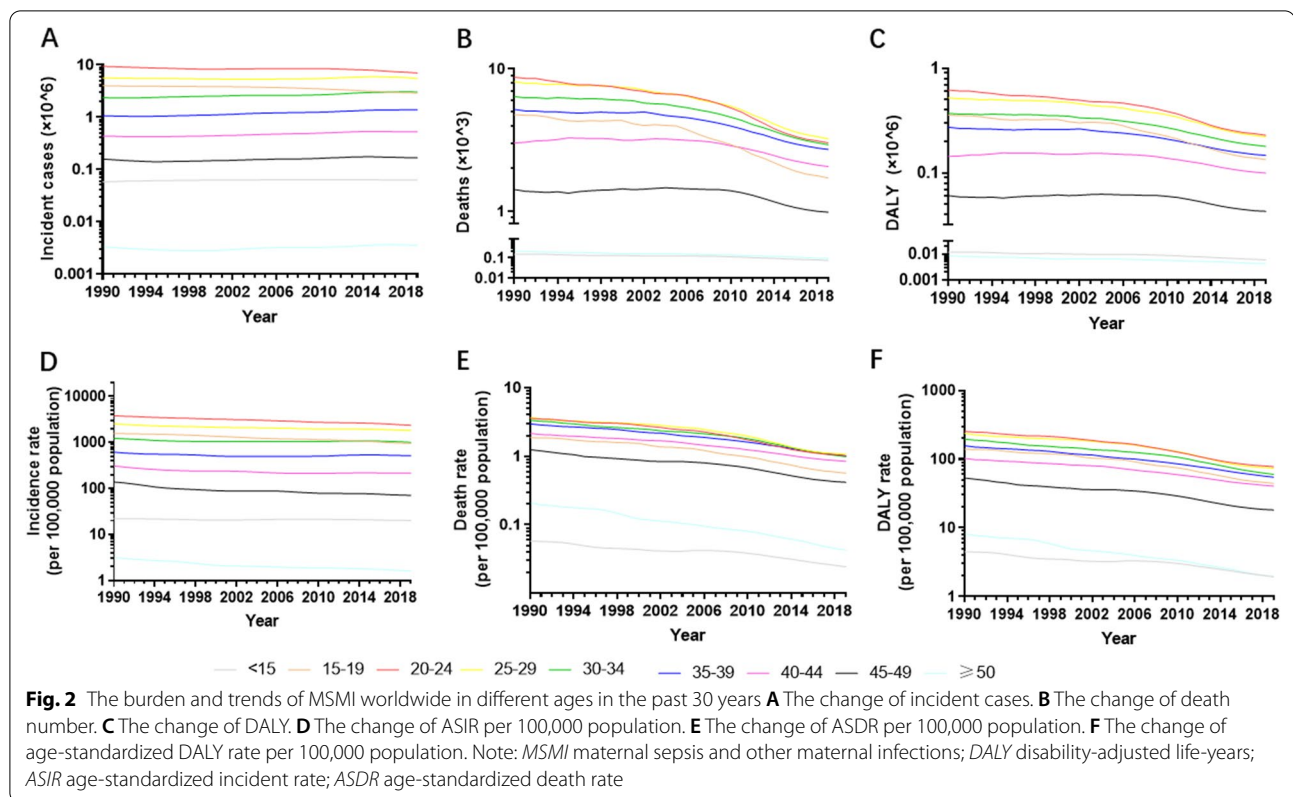 A
Incident cases (×10^6)
10
1
0.1
0.01
0.001
1990 1994 1998 2002 2006 2010 2014 2018
Year
B
Deaths (×10^3)
10
1
0.1
0.01
1990 1994 1998 2002 2006 2010 2014 2018
Year
C
DALY (×10^6)
1
0.1
0.01
0.001
1990 1994 1998 2002 2006 2010 2014 2018
Year
D
Incidence rate
(per 100,000 population)
10000
1000
100
10
1
1990 1994 1998 2002 2006 2010 2014 2018
Year
E
Death rate
(per 100,000 population)
10
1
0.1
1990 1994 1998 2002 2006 2010 2014 2018
Year
F
DALY rate
(per 100,000 population)
1000
100
10
1
1990 1994 1998 2002 2006 2010 2014 2018
Year
<15 15-19 20-24 25-29 30-34 35-39 40-44 45-49 ≥50
Fig. 2 The burden and trends of MSMI worldwide in different ages in the past 30 years A The change of incident cases. B The change of death
number. C The change of DALY. D The change of ASIR per 100,000 population. E The change of ASDR per 100,000 population. F The change of
age-standardized DALY rate per 100,000 population. Note: MSMI maternal sepsis and other maternal infections; DALY disability-adjusted life-years;
ASIR age-standardized incident rate; ASDR age-standardized death rate